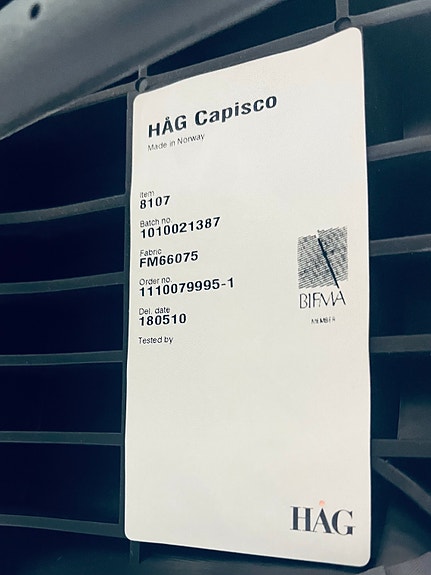 HÅG Capisco
Made in Norway
Item
8107
Batch no.
1010021387
Fabric
FM66075
Order no.
1110079995-1
Del. date
180510
Tested by
BIFMA
MEMBER
HÅG